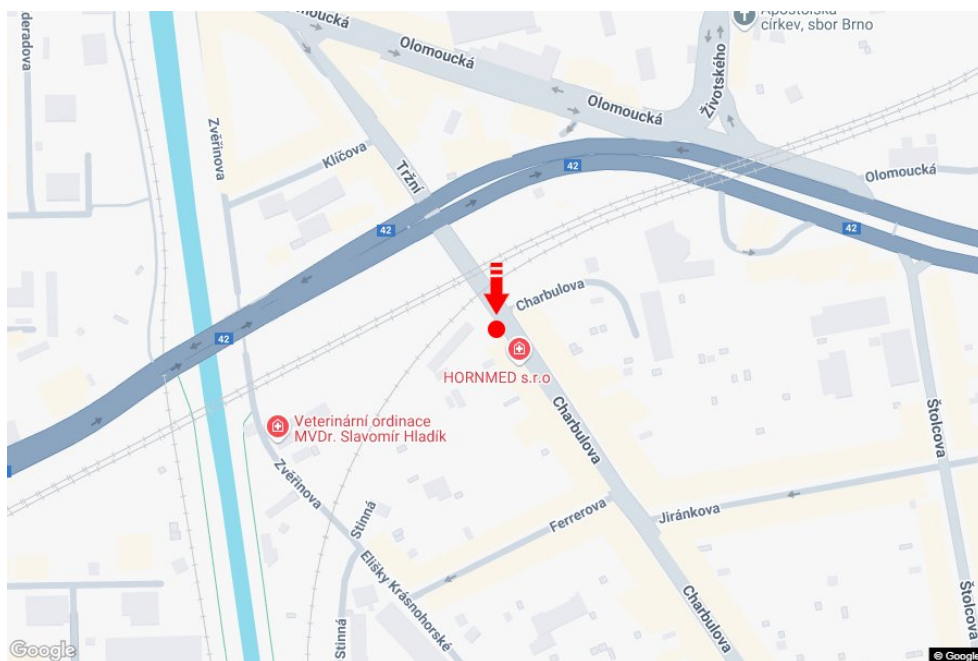 deradova
Zvěřinova
Klíčova
Tržní
Olomoucká
Olomoucká
Životského
Apoštolská
církev, sbor Brno
Olomoucká
42
42
42
42
Charbulova
HORNMED s.r.o
Veterinární ordinace
MVDr. Slavomír Hladík
Zvěřinova
Stinná
Stinná
Elišky Krásnohorské
Charbulova
Ferrerova
Jiránkova
Charbulova
Štolcova
Štolcova
Google
© Google